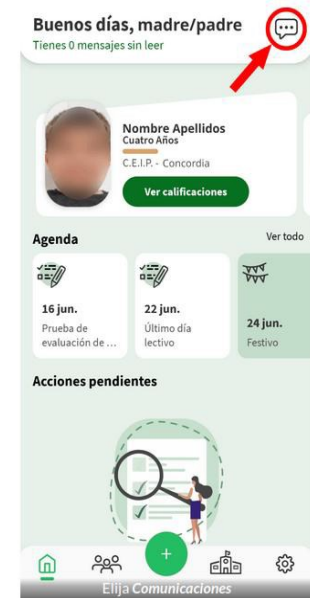 Buenos días, madre/padre
Tienes 0 mensajes sin leer
Nombre Apellidos
Cuatro Años
C.E.I.P. - Concordia
Ver calificaciones
Agenda
Ver todo
16 jun.
Prueba de
evaluación de ...
22 jun.
Último día
lectivo
24 jun.
Festivo
Acciones pendientes
Elija Comunicaciones